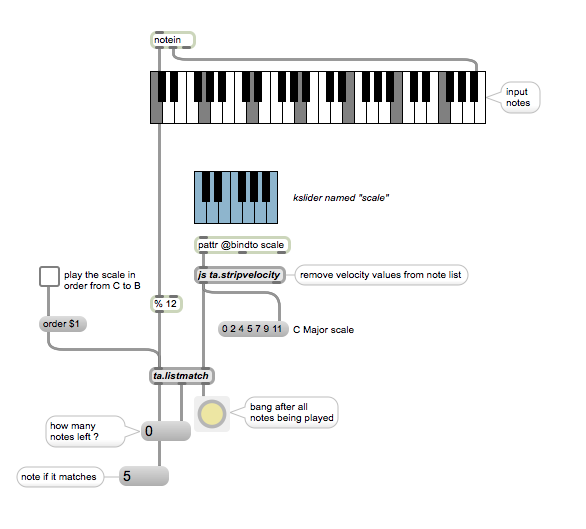 notein
input
notes
kslider named "scale"
pattr @bindto scale
js ta.stripvelocity
remove velocity values from note list
play the scale in
order from C to B
% 12
order $1
0 2 4 5 7 9 11
C Major scale
ta.listmatch
bang after all
notes being played
how many
notes left ?
0
note if it matches
5